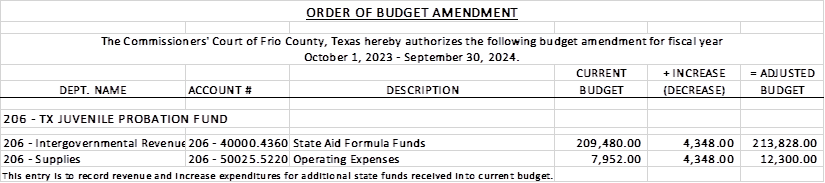 ORDER OF BUDGET AMENDMENT
The Commissioners' Court of Frio County, Texas hereby authorizes the following budget amendment for fiscal year
October 1, 2023 - September 30, 2024.
CURRENT + INCREASE = ADJUSTED
DEPT. NAME ACCOUNT # DESCRIPTION BUDGET (DECREASE) BUDGET
206 - TX JUVENILE PROBATION FUND
206 - Intergovernmental Revenue 206 - 40000.4360 State Aid Formula Funds 209,480.00 4,348.00 213,828.00
206 - Supplies 206 - 50025.5220 Operating Expenses 7,952.00 4,348.00 12,300.00
This entry is to record revenue and increase expenditures for additional state funds received into current budget.